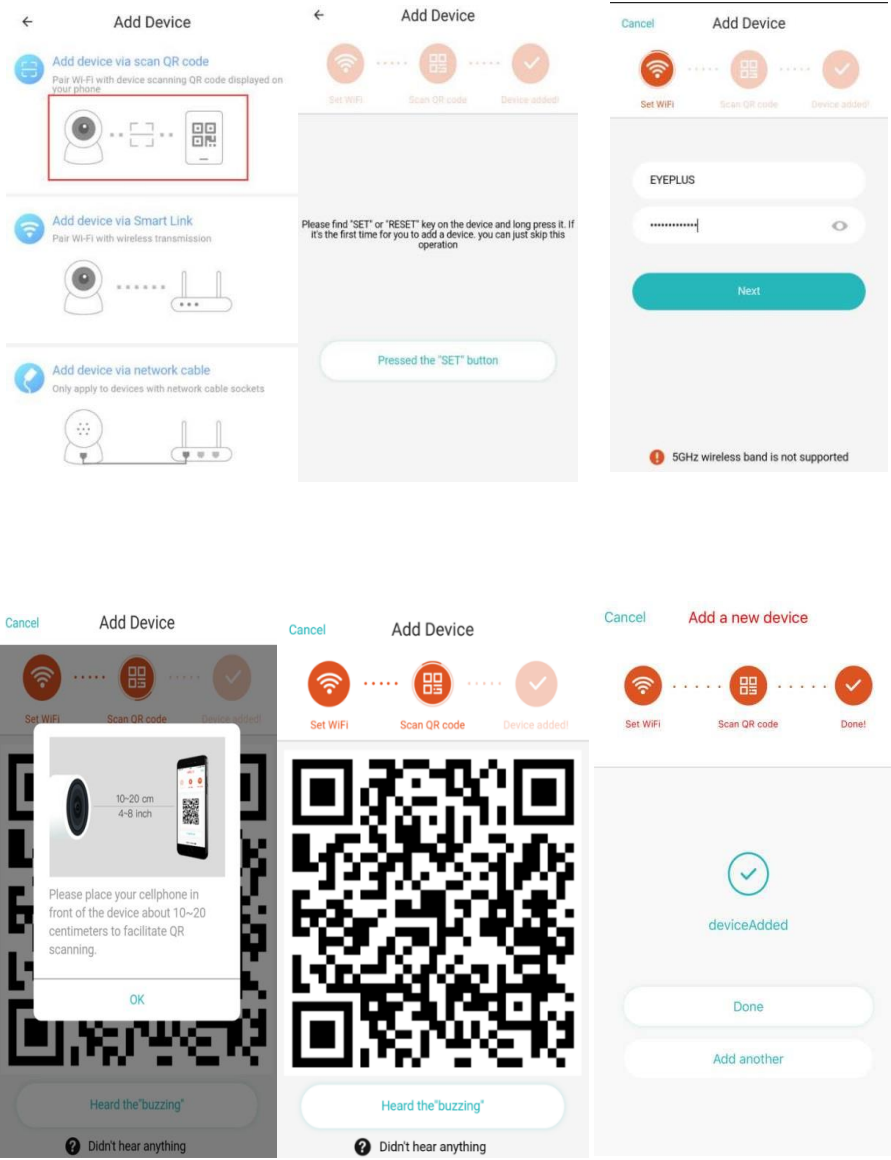 Add Device
Add device via scan QR code
Pair Wi-Fi with device scanning QR code displayed on
your phone
Add device via Smart Link
Pair Wi-Fi with wireless transmission
Add device via network cable
Only apply to devices with network cable sockets
Add Device
Set WiFi
Scan QR code
Device added!
Please find "SET" or "RESET" key on the device and long press it. If
it's the first time for you to add a device. you can just skip this
operation
Pressed the "SET" button
Cancel
Add Device
Set WiFi
Scan QR code
Device added!
EYEPLUS
Next
5GHz wireless band is not supported
Cancel
Add Device
Set WiFi
Scan QR code
Device added!
10~20 cm
4~8 inch
Please place your cellphone in
front of the device about 10~20
centimeters to facilitate QR
scanning.
OK
Heard the"buzzing"
Didn't hear anything
Cancel
Add Device
Set WiFi
Scan QR code
Device added!
Heard the"buzzing"
Didn't hear anything
Cancel
Add a new device
Set WiFi
Scan QR code
Done!
deviceAdded
Done
Add another